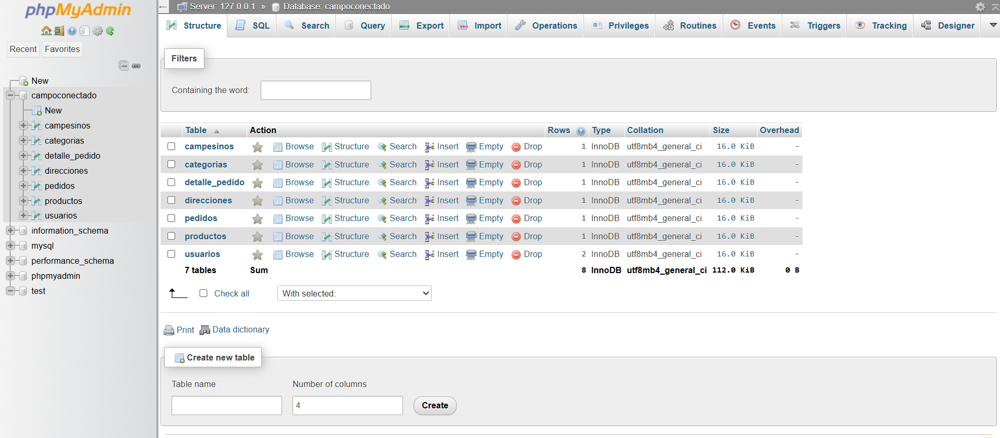 phpMyAdmin
Recent Favorites
New
campoconectado
New
campesinos
categorias
detalle_pedido
direcciones
pedidos
productos
usuarios
information_schema
mysql
performance_schema
phpmyadmin
test
Server: 127.0.0.1 » Database: campoconectado
Structure SQL Search Query Export Import Operations Privileges Routines Events Triggers Tracking Designer
Filters
Containing the word:
Table Action Rows Type Collation Size Overhead
campesinos Browse Structure Search Insert Empty Drop 1 InnoDB utf8mb4_general_ci 16.0 KiB -
categorias Browse Structure Search Insert Empty Drop 1 InnoDB utf8mb4_general_ci 16.0 KiB -
detalle_pedido Browse Structure Search Insert Empty Drop 1 InnoDB utf8mb4_general_ci 16.0 KiB -
direcciones Browse Structure Search Insert Empty Drop 1 InnoDB utf8mb4_general_ci 16.0 KiB -
pedidos Browse Structure Search Insert Empty Drop 1 InnoDB utf8mb4_general_ci 16.0 KiB -
productos Browse Structure Search Insert Empty Drop 1 InnoDB utf8mb4_general_ci 16.0 KiB -
usuarios Browse Structure Search Insert Empty Drop 2 InnoDB utf8mb4_general_ci 16.0 KiB -
7 tables Sum 8 InnoDB utf8mb4_general_ci 112.0 KiB 0 B
Check all With selected:
Print Data dictionary
Create new table
Table name Number of columns
4 Create